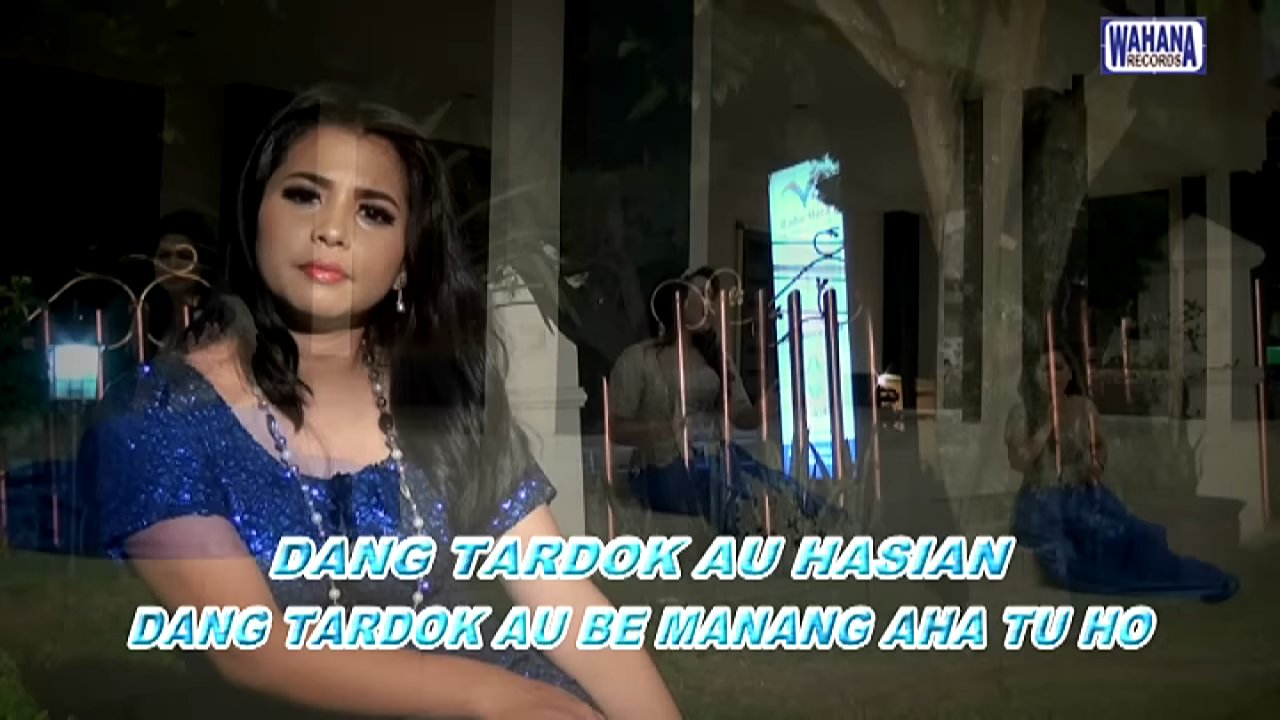 WAHANA
RECORDS
DANG TARDOK AU HASIAN
DANG TARDOK AU BE MANANG AHA TU HO